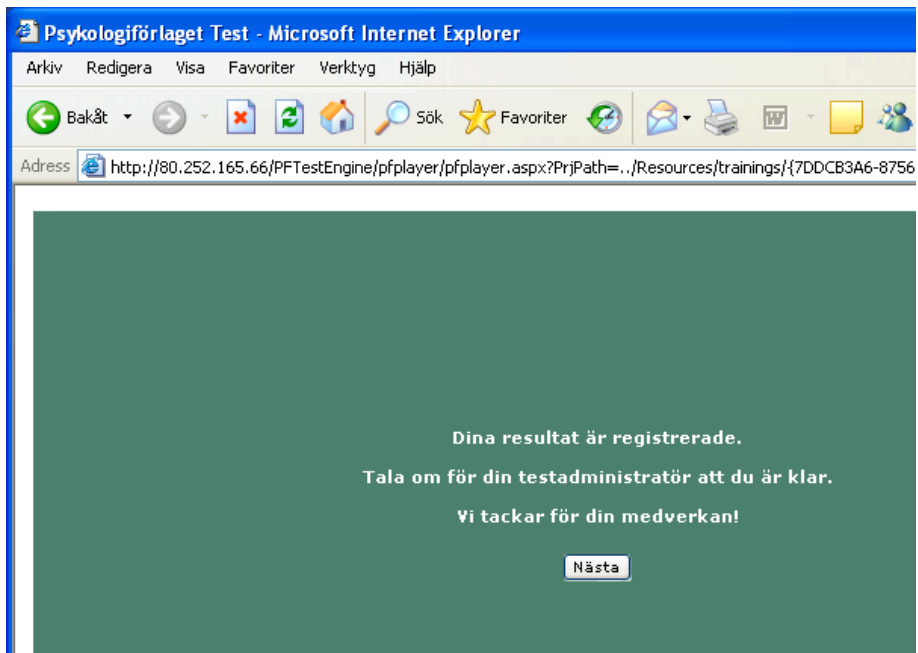 Psykologiförlaget Test - Microsoft Internet Explorer
Arkiv Redigera Visa Favoriter Verktyg Hjälp
Bakåt Sök Favoriter
Adress http://80.252.165.66/PFTestEngine/pfplayer/pfplayer.aspx?PrjPath=../Resources/trainings/{7DDCB3A6-8756
Dina resultat är registrerade.
Tala om för din testadministratör att du är klar.
Vi tackar för din medverkan!
Nästa